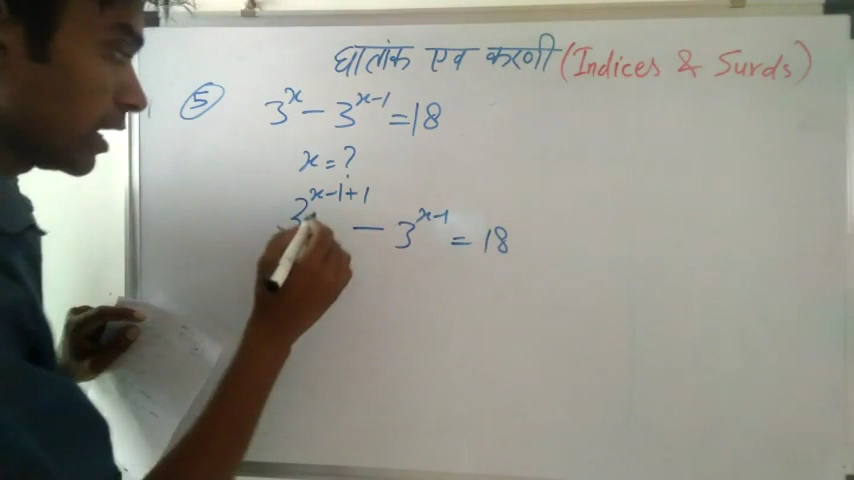 घातांक एव करणी (Indices & Surds)
⑤ 3^x - 3^{x-1} = 18
x = ?
3^{x-1+1} - 3^{x-1} = 18